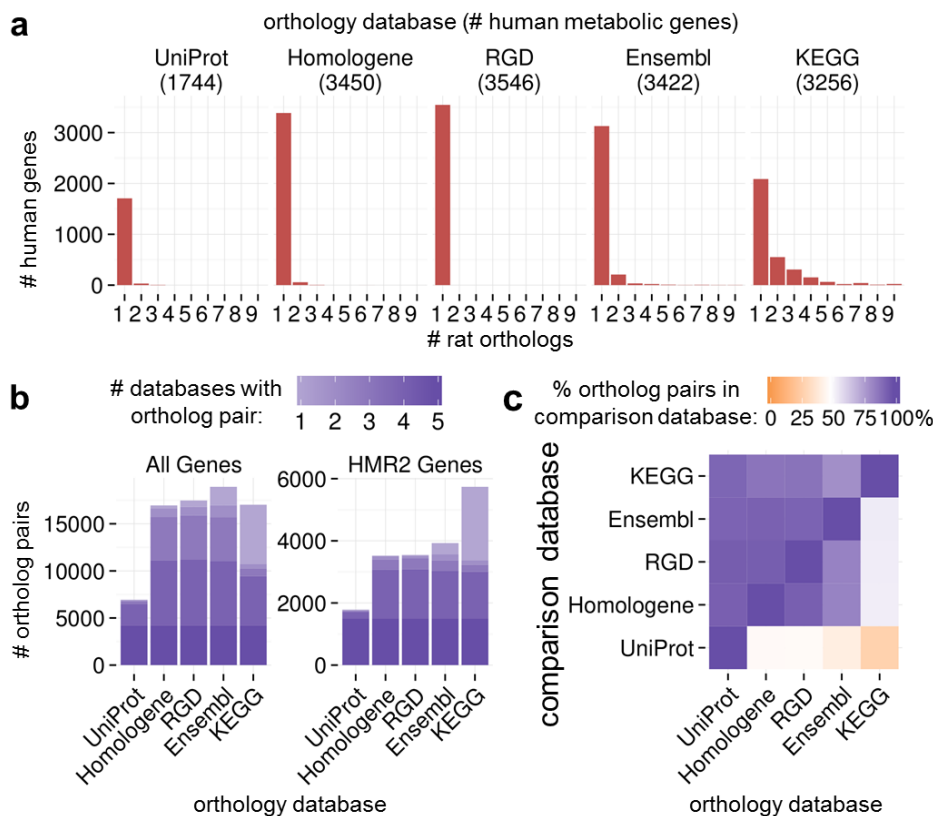 a
orthology database (# human metabolic genes)
UniProt Homologene RGD Ensembl KEGG
(1744) (3450) (3546) (3422) (3256)
# human genes
3000
2000
1000
0
1 2 3 4 5 6 7 8 9 1 2 3 4 5 6 7 8 9 1 2 3 4 5 6 7 8 9 1 2 3 4 5 6 7 8 9 1 2 3 4 5 6 7 8 9
# rat orthologs
b
# databases with
ortholog pair:
1 2 3 4 5
All Genes HMR2 Genes
# ortholog pairs
15000
10000
5000
0
6000
4000
2000
0
UniProt
Homologene
RGD
Ensembl
KEGG
UniProt
Homologene
RGD
Ensembl
KEGG
orthology database
c
% ortholog pairs in
comparison database:
0 25 50 75 100%
comparison database
KEGG
Ensembl
RGD
Homologene
UniProt
UniProt
Homologene
RGD
Ensembl
KEGG
orthology database